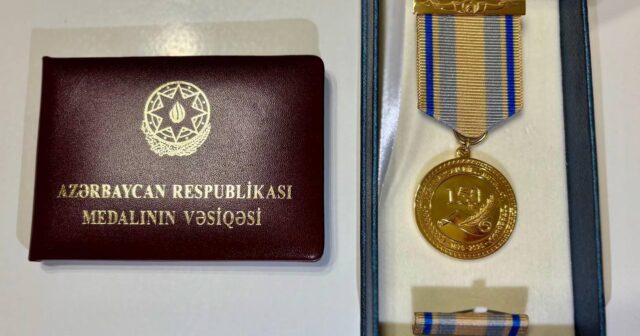 AZƏRBAYCAN RESPUBLİKASI
MEDALININ VƏSİQƏSİ
150